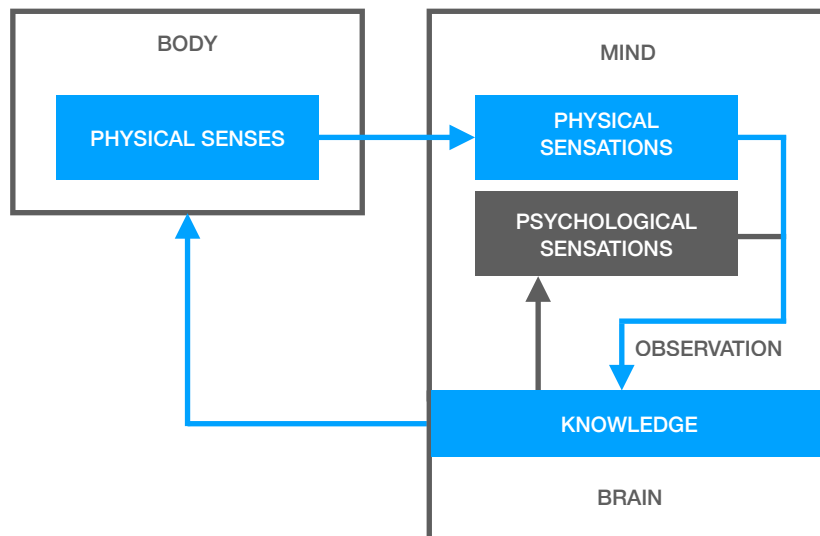 BODY
MIND
PHYSICAL SENSES
PHYSICAL
SENSATIONS
PSYCHOLOGICAL
SENSATIONS
OBSERVATION
KNOWLEDGE
BRAIN